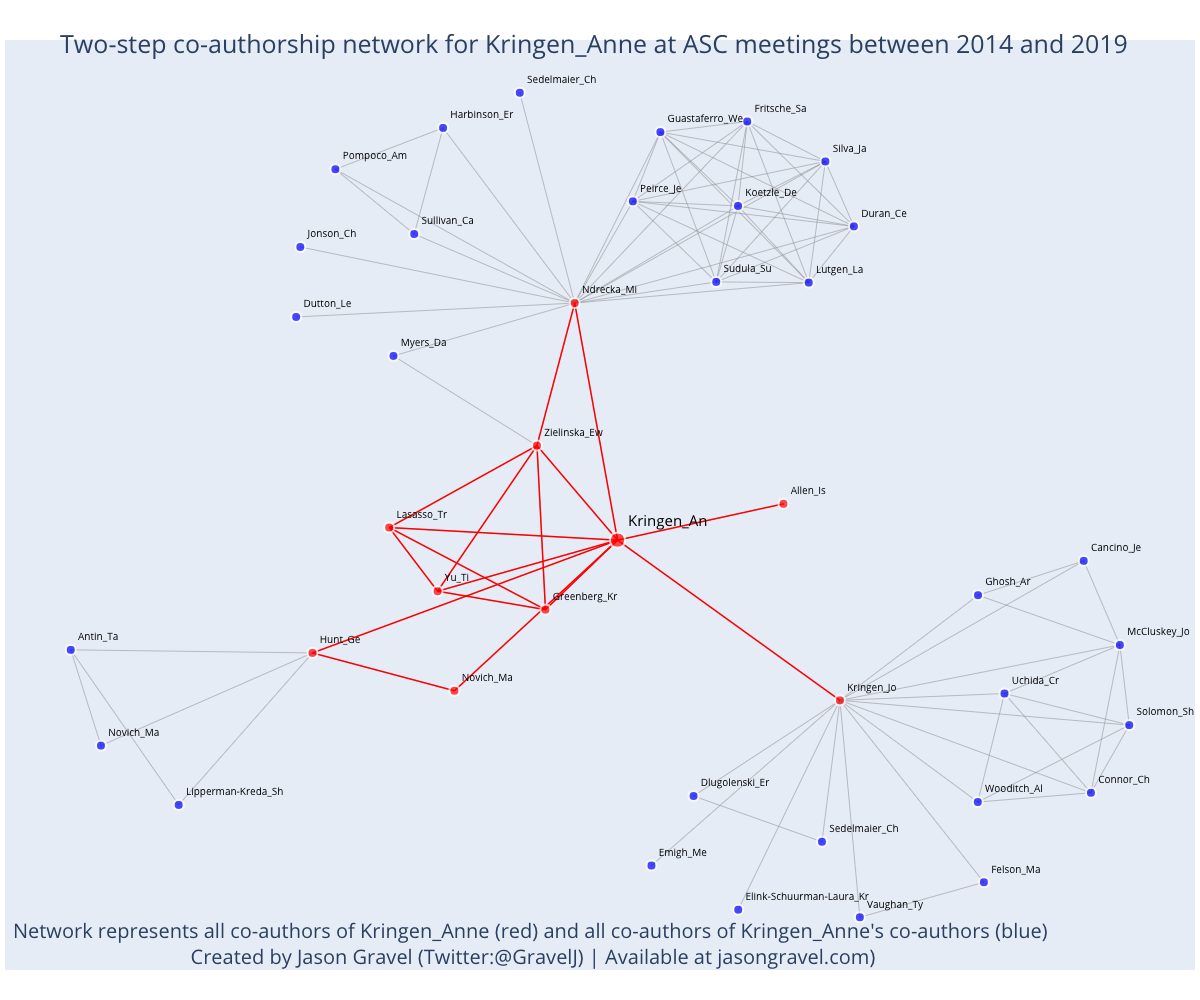 Two-step co-authorship network for Kringen_Anne at ASC meetings between 2014 and 2019
Sedelmaier_Ch
Harbinson_Er
Fritsche_Sa
Guastaferro_We
Silva_Ja
Pompoco_Am
Peirce_Je
Koetzle_De
Duran_Ce
Sullivan_Ca
Jonson_Ch
Sudula_Su
Lutgen_La
Ndrecka_Mi
Dutton_Le
Myers_Da
Zielinska_Ew
Allen_Is
Lasasso_Tr
Kringen_An
Cancino_Je
Yu_Ti
Ghosh_Ar
Greenberg_Kr
McCluskey_Jo
Antin_Ta
Hunt_Ge
Novich_Ma
Uchida_Cr
Kringen_Jo
Solomon_Sh
Novich_Ma
Connor_Ch
Dlugolenski_Er
Wooditch_Al
Lipperman-Kreda_Sh
Sedelmaier_Ch
Emigh_Me
Felson_Ma
Elink-Schuurman-Laura_Kr
Vaughan_Ty
Network represents all co-authors of Kringen_Anne (red) and all co-authors of Kringen_Anne's co-authors (blue)
Created by Jason Gravel (Twitter:@GravelJ) | Available at jasongravel.com)